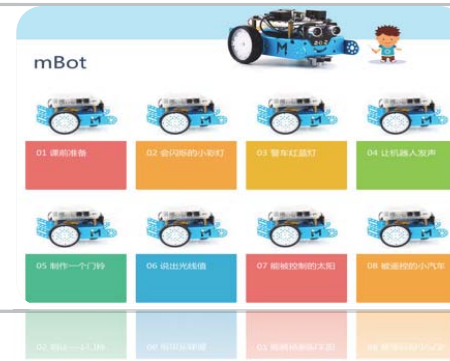 mBot
01 课前准备
02 会闪烁的小彩灯
03 警车红蓝灯
04 让机器人发声
05 制作一个门铃
06 说出光线值
07 能被控制的太阳
08 被遥控的小汽车